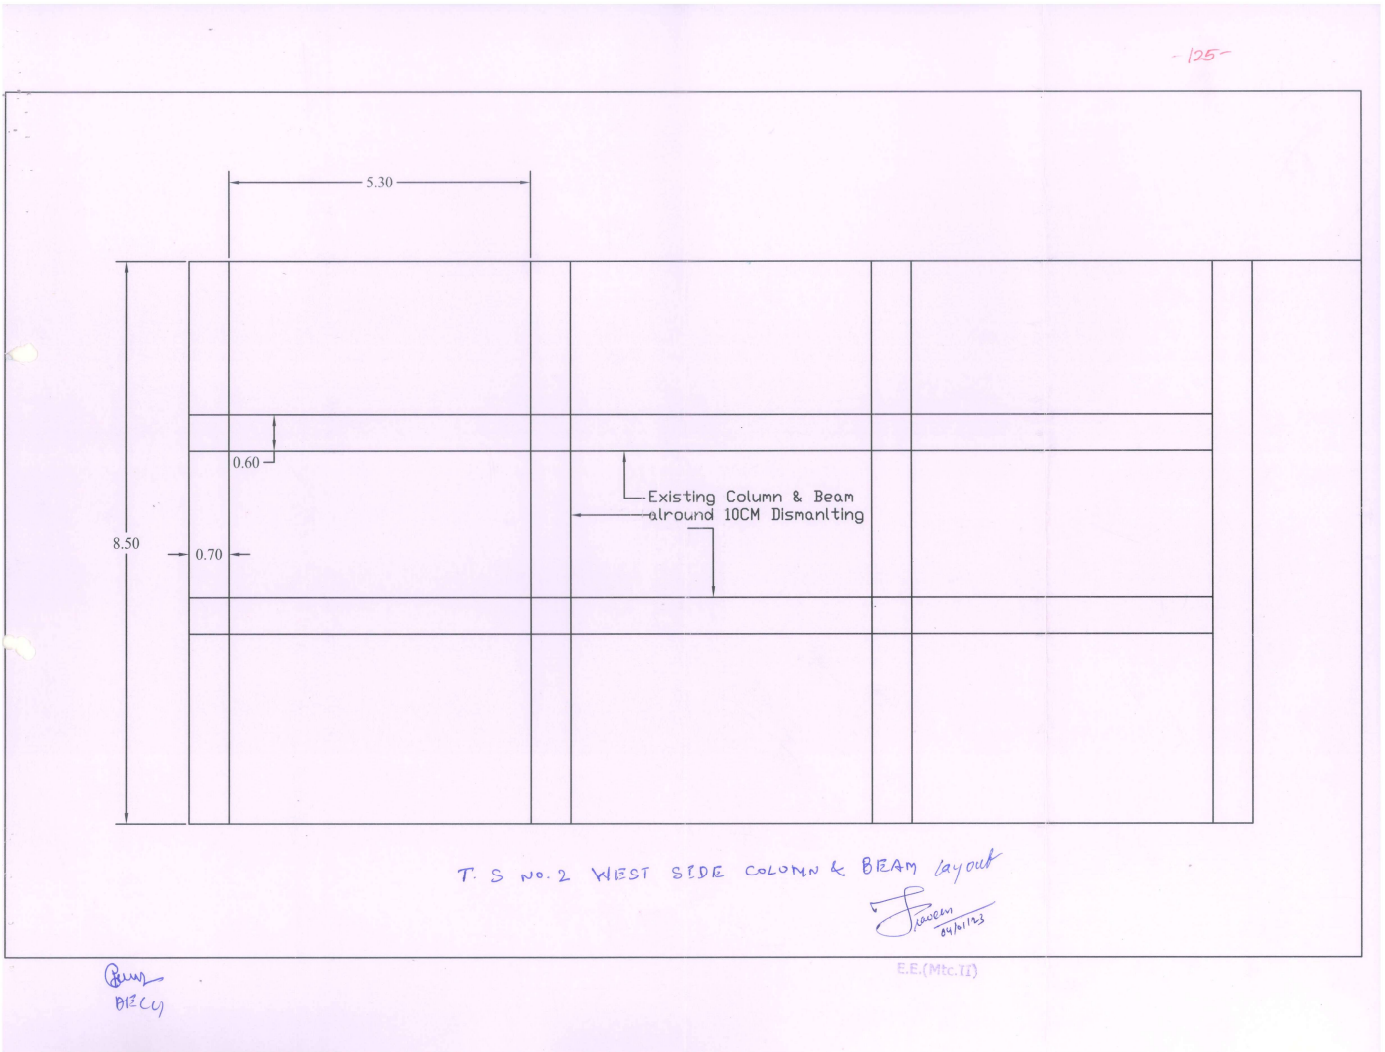 -125-
5.30
0.60
Existing Column & Beam
alround 10CM Dismanlting
8.50
0.70
T. S NO. 2 WEST SIDE COLUMN & BEAM layout
04/01/23
E.E.(Mtc.II)